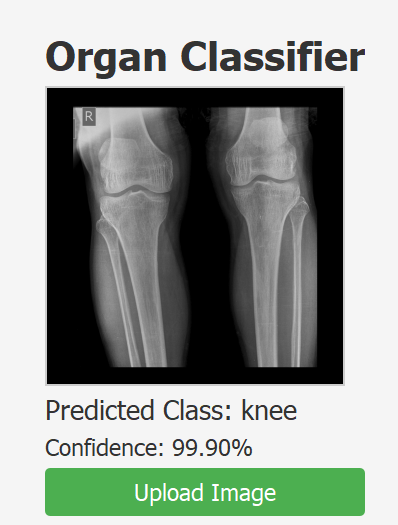 Organ Classifier
R
Predicted Class: knee
Confidence: 99.90%
Upload Image